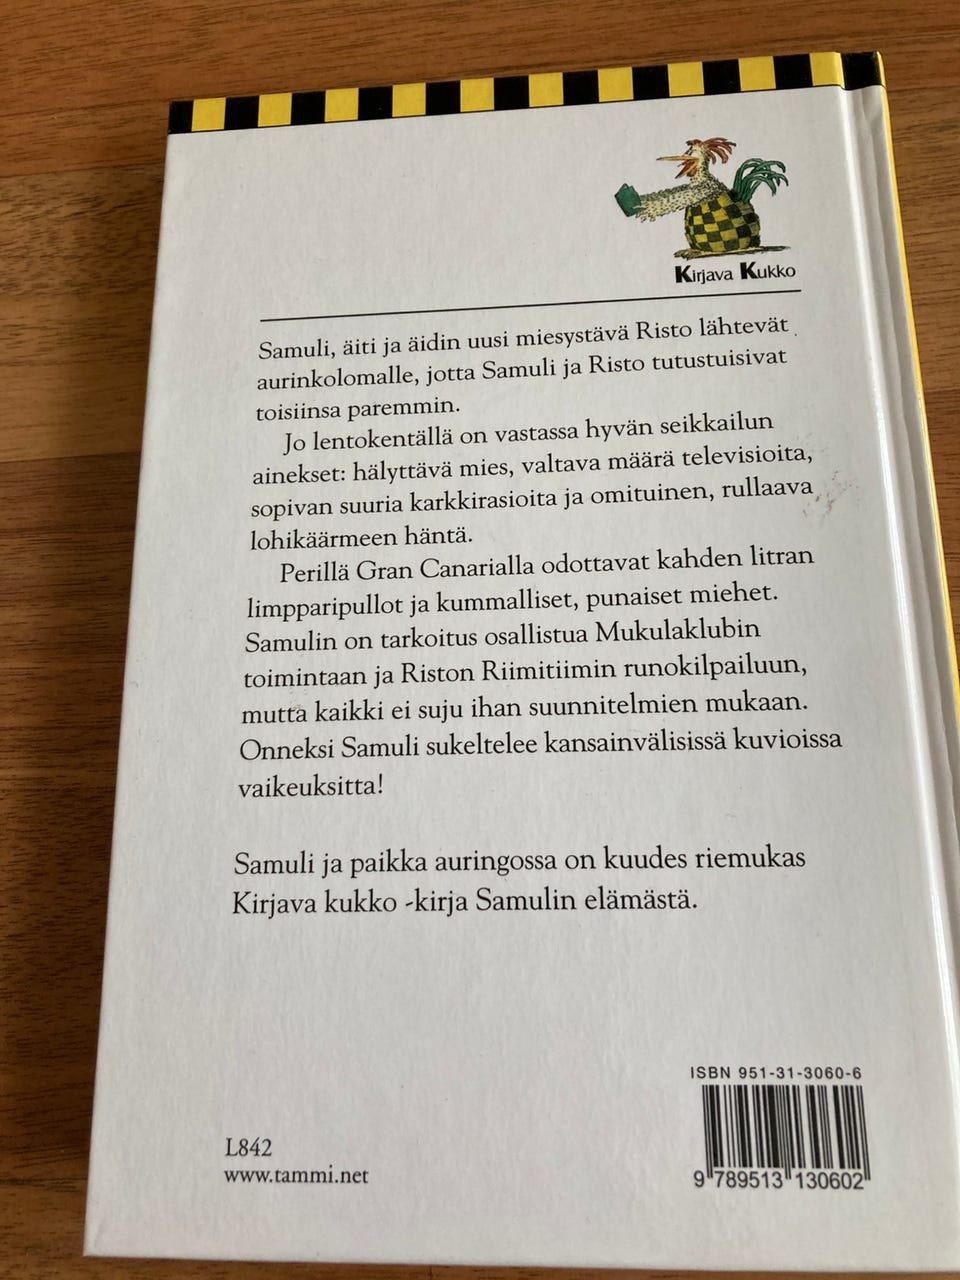 Kirjava Kukko
Samuli, äiti ja äidin uusi miesystävä Risto lähtevät
aurinkolomalle, jotta Samuli ja Risto tutustuisivat
toisiinsa paremmin.
Jo lentokentällä on vastassa hyvän seikkailun
ainekset: hälyttävä mies, valtava määrä televisioita,
sopivan suuria karkkirasioita ja omituinen, rullaava
lohikäärmeen häntä.
Perillä Gran Canarialla odottavat kahden litran
limpparipullot ja kummalliset, punaiset miehet.
Samulin on tarkoitus osallistua Mukulaklubin
toimintaan ja Riston Riimitiimin runokilpailuun,
mutta kaikki ei suju ihan suunnitelmien mukaan.
Onneksi Samuli sukeltelee kansainvälisissä kuvioissa
vaikeuksitta!
Samuli ja paikka auringossa on kuudes riemukas
Kirjava kukko -kirja Samulin elämästä.
ISBN 951-31-3060-6
L842
www.tammi.net
9 789513 130602